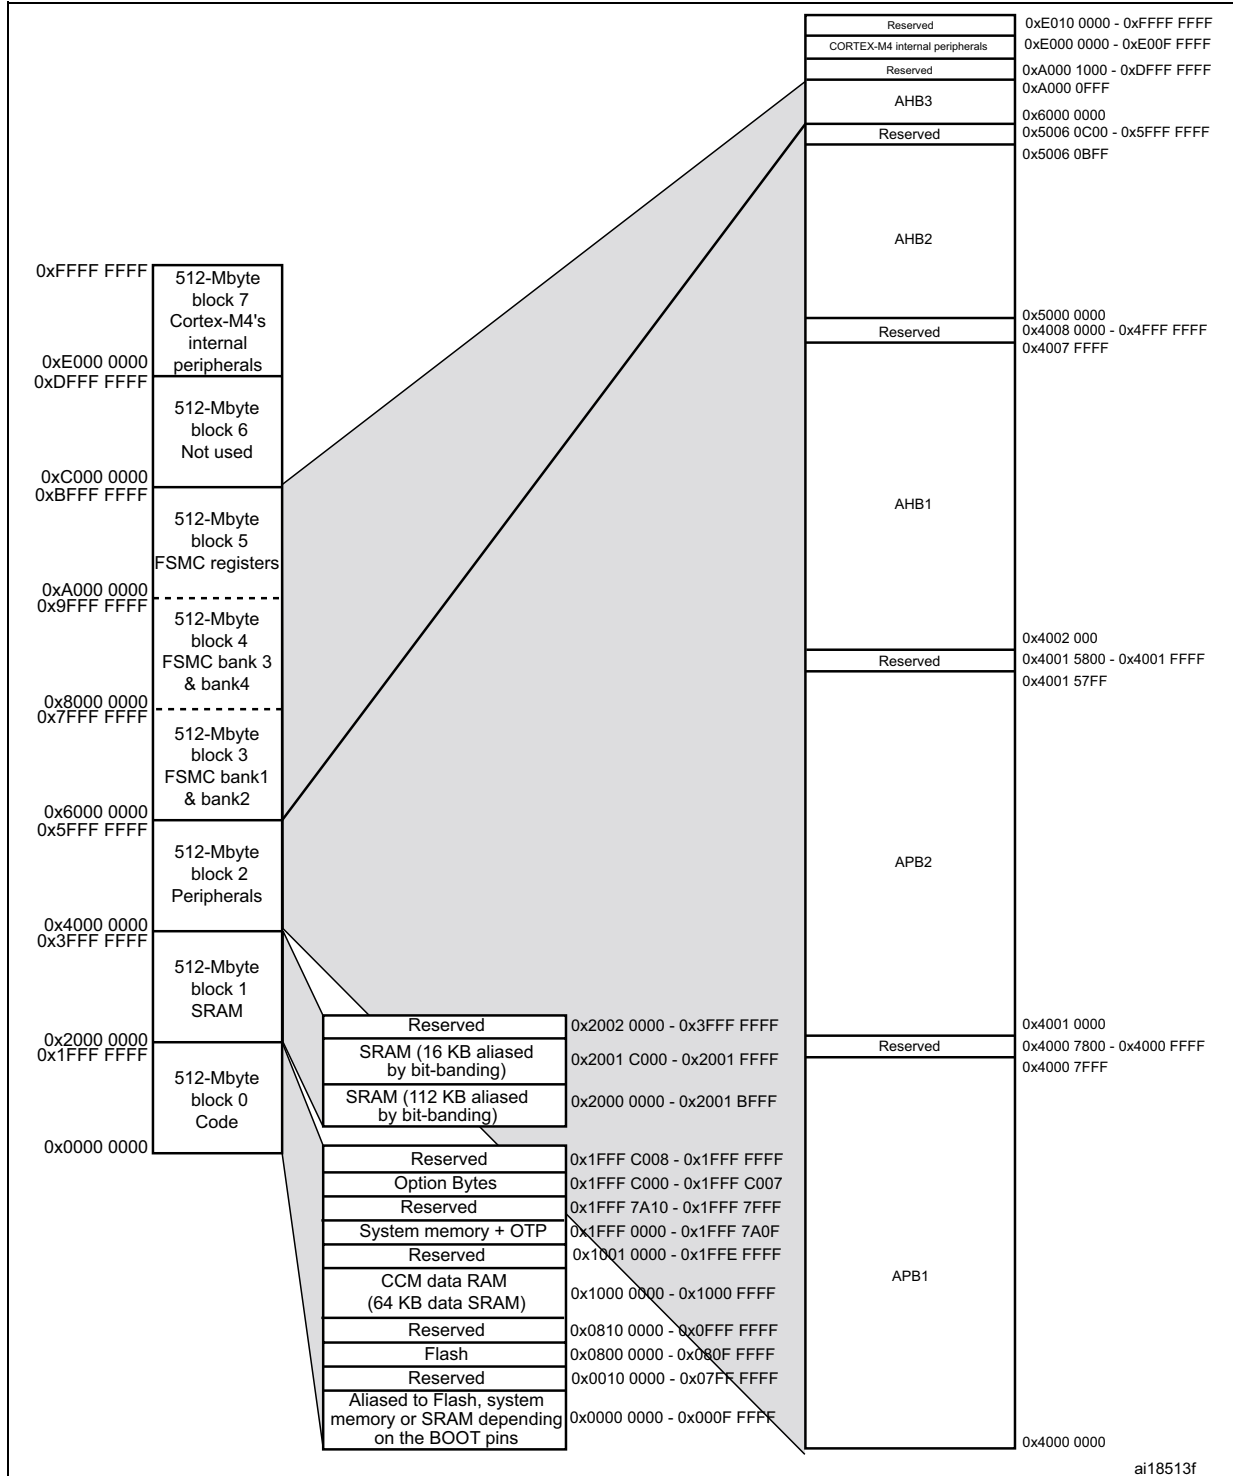 Reserved
0xE010 0000 - 0xFFFF FFFF
CORTEX-M4 internal peripherals
0xE000 0000 - 0xE00F FFFF
Reserved
0xA000 1000 - 0xDFFF FFFF
0xA000 0FFF
AHB3
0x6000 0000
Reserved
0x5006 0C00 - 0x5FFF FFFF
0x5006 0BFF
AHB2
0x5000 0000
Reserved
0x4008 0000 - 0x4FFF FFFF
0x4007 FFFF
AHB1
0x4002 000
Reserved
0x4001 5800 - 0x4001 FFFF
0x4001 57FF
APB2
0x4001 0000
Reserved
0x4000 7800 - 0x4000 FFFF
0x4000 7FFF
APB1
0x4000 0000
0xFFFF FFFF
512-Mbyte
block 7
Cortex-M4's
internal
peripherals
0xE000 0000
0xDFFF FFFF
512-Mbyte
block 6
Not used
0xC000 0000
0xBFFF FFFF
512-Mbyte
block 5
FSMC registers
0xA000 0000
0x9FFF FFFF
512-Mbyte
block 4
FSMC bank 3
& bank4
0x8000 0000
0x7FFF FFFF
512-Mbyte
block 3
FSMC bank1
& bank2
0x6000 0000
0x5FFF FFFF
512-Mbyte
block 2
Peripherals
0x4000 0000
0x3FFF FFFF
512-Mbyte
block 1
SRAM
0x2000 0000
0x1FFF FFFF
512-Mbyte
block 0
Code
0x0000 0000
Reserved
0x2002 0000 - 0x3FFF FFFF
SRAM (16 KB aliased
by bit-banding)
0x2001 C000 - 0x2001 FFFF
SRAM (112 KB aliased
by bit-banding)
0x2000 0000 - 0x2001 BFFF
Reserved
0x1FFF C008 - 0x1FFF FFFF
Option Bytes
0x1FFF C000 - 0x1FFF C007
Reserved
0x1FFF 7A10 - 0x1FFF 7FFF
System memory + OTP
0x1FFF 0000 - 0x1FFF 7A0F
Reserved
0x1001 0000 - 0x1FFE FFFF
CCM data RAM
(64 KB data SRAM)
0x1000 0000 - 0x1000 FFFF
Reserved
0x0810 0000 - 0x0FFF FFFF
Flash
0x0800 0000 - 0x080F FFFF
Reserved
0x0010 0000 - 0x07FF FFFF
Aliased to Flash, system
memory or SRAM depending
on the BOOT pins
0x0000 0000 - 0x000F FFFF
ai18513f